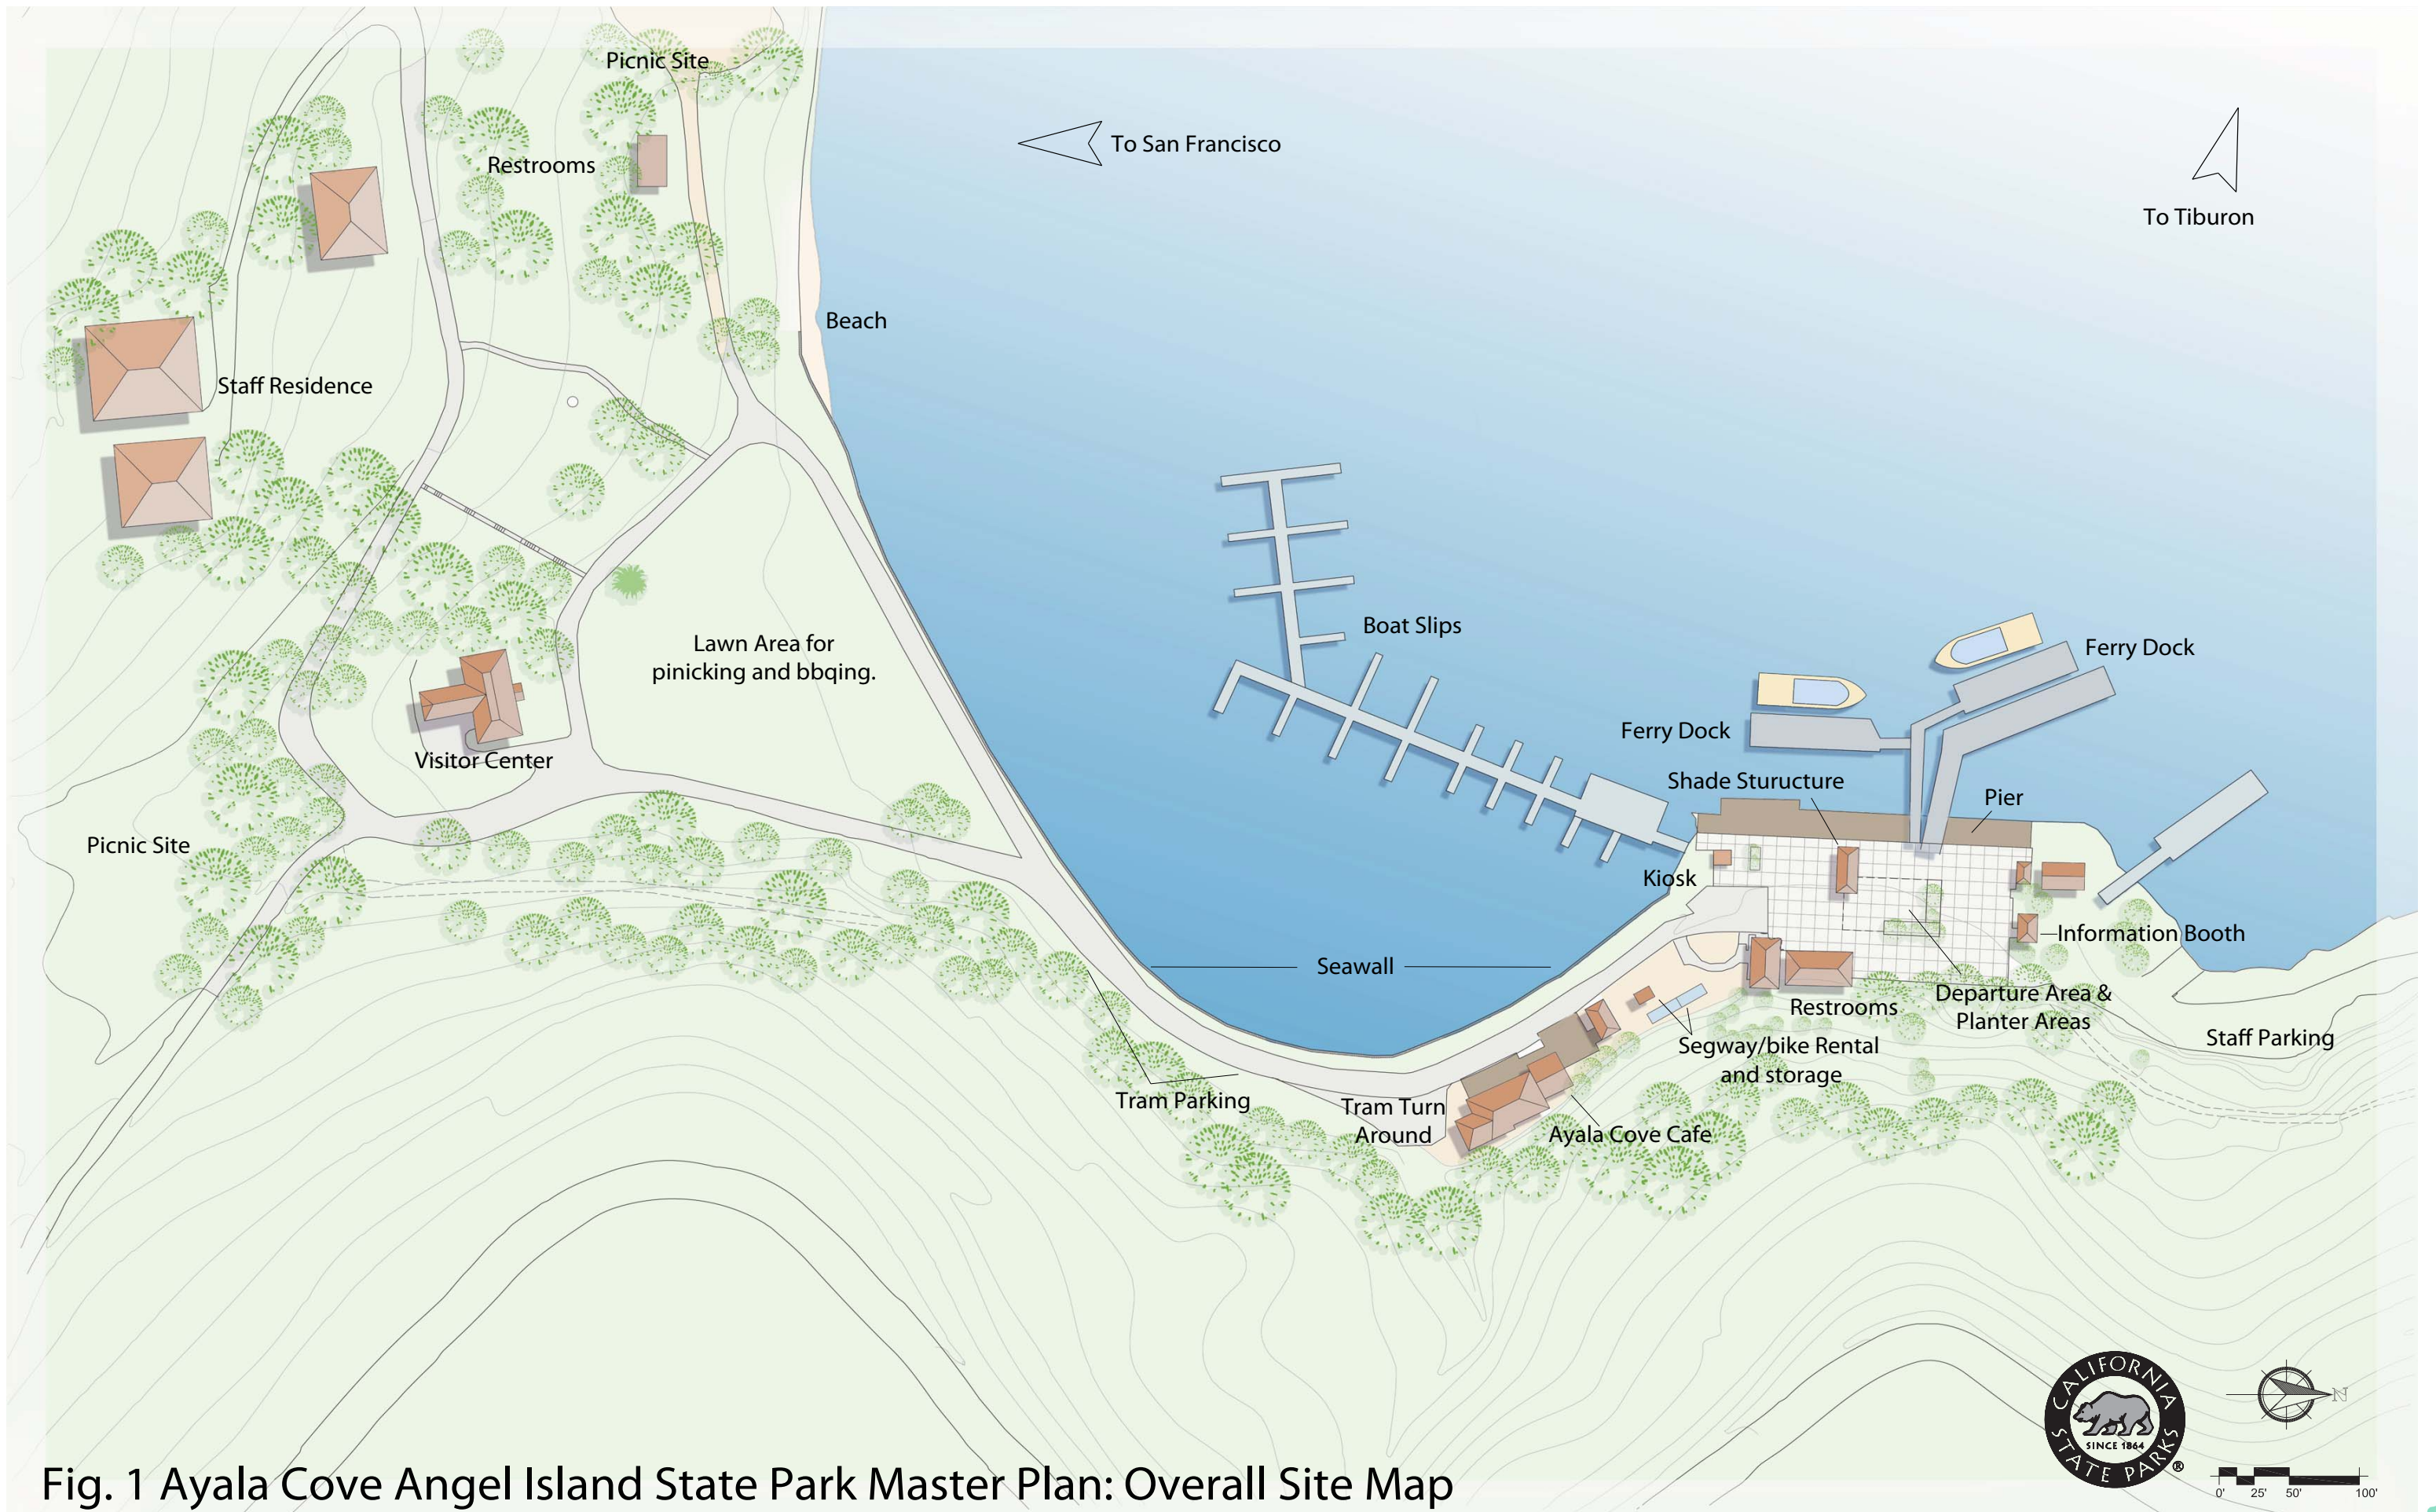 Picnic Site
To San Francisco
Restrooms
To Tiburon
Beach
Staff Residence
Boat Slips
Lawn Area for
pinicking and bbqing.
Ferry Dock
Ferry Dock
Visitor Center
Shade Sturucture
Pier
Picnic Site
Kiosk
Information Booth
Seawall
Departure Area &
Planter Areas
Restrooms
Staff Parking
Segway/bike Rental
and storage
Tram Parking
Tram Turn
Around
Ayala Cove Cafe
CALIFORNIA
SINCE 1864
STATE PARKS
®
N
0' 25' 50' 100'
Fig. 1 Ayala Cove Angel Island State Park Master Plan: Overall Site Map